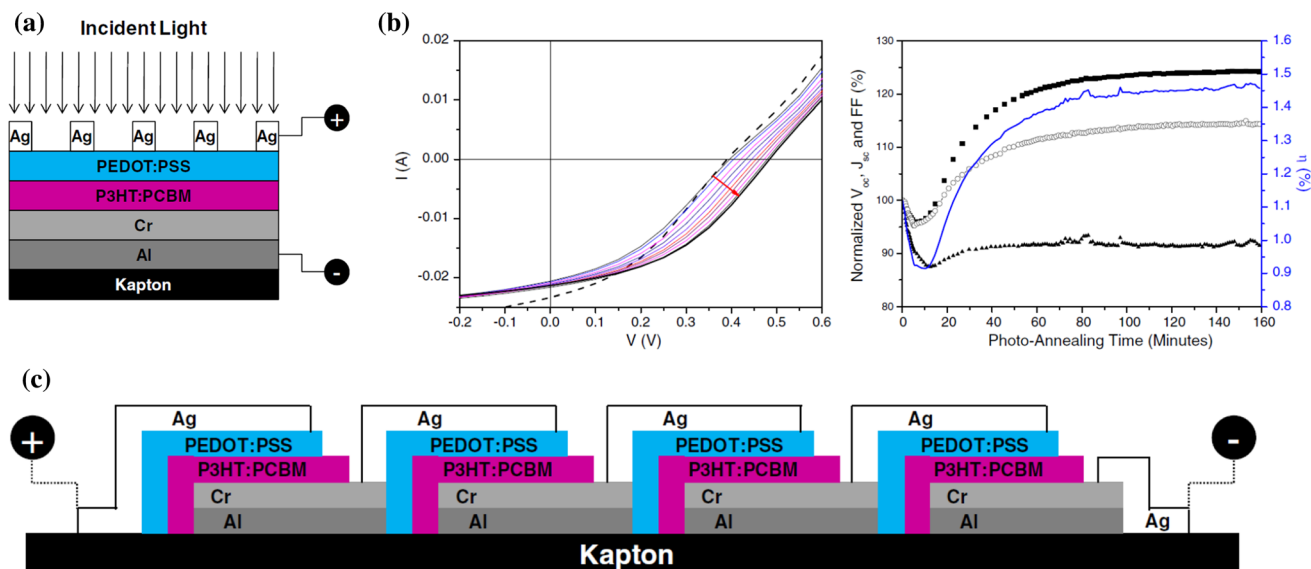 (a)
Incident Light
Ag Ag Ag Ag Ag
+
PEDOT:PSS
P3HT:PCBM
Cr
Al
-
Kapton
(b)
0.02
0.01
0.00
-0.01
-0.02
I (A)
-0.2 -0.1 0.0 0.1 0.2 0.3 0.4 0.5 0.6
V (V)
130
120
110
100
90
80
Normalized Voc, Jsc and FF (%)
1.6
1.5
1.4
1.3
1.2
1.1
1.0
0.9
0.8
η (%)
0 20 40 60 80 100 120 140 160
Photo-Annealing Time (Minutes)
(c)
+
Ag Ag Ag Ag
-
PEDOT:PSS PEDOT:PSS PEDOT:PSS PEDOT:PSS
P3HT:PCBM P3HT:PCBM P3HT:PCBM P3HT:PCBM
Cr Cr Cr Cr
Al Al Al Al Ag
Kapton